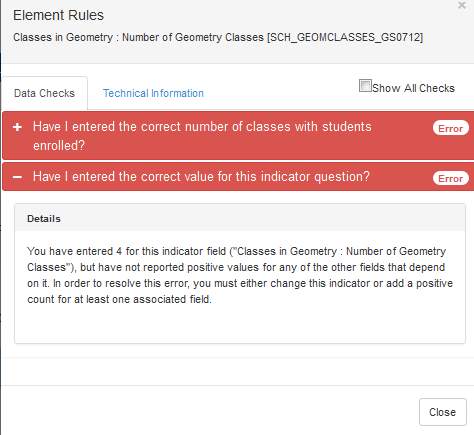 Element Rules
×
Classes in Geometry : Number of Geometry Classes [SCH_GEOMCLASSES_GS0712]
Data Checks
Technical Information
Show All Checks
+ Have I entered the correct number of classes with students
enrolled?
Error
− Have I entered the correct value for this indicator question?
Error
Details
You have entered 4 for this indicator field ("Classes in Geometry : Number of Geometry
Classes"), but have not reported positive values for any of the other fields that depend
on it. In order to resolve this error, you must either change this indicator or add a positive
count for at least one associated field.
Close